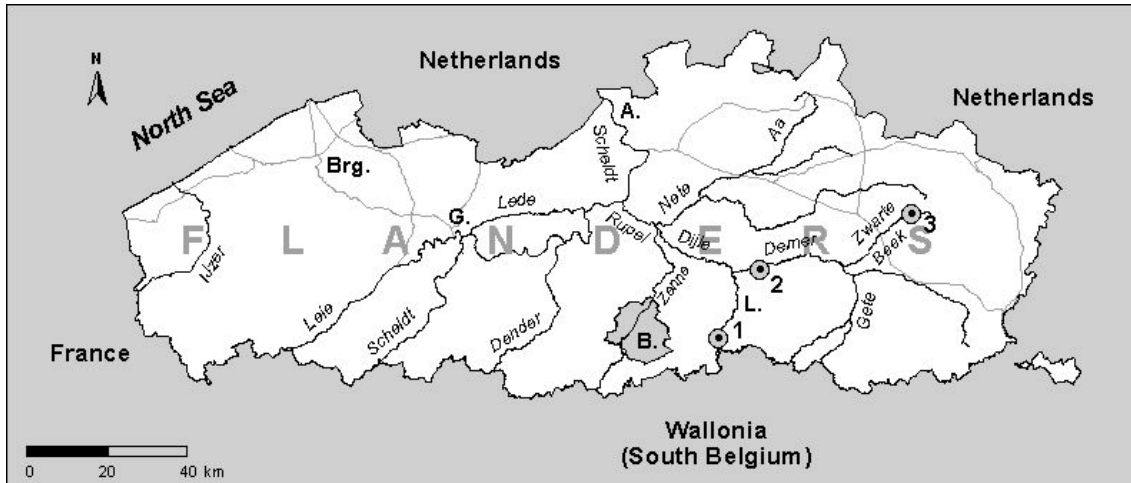 N
Netherlands
North Sea
Netherlands
A.
Aa
Scheldt
Brg.
Lede
Nete
G.
Rupel
Zwarte
Beek
3
FLANDERS
Dijle
Demer
IJzer
2
Zenne
L.
Gete
Leie
Scheldt
Dender
B.
1
France
Wallonia
(South Belgium)
0 20 40 km